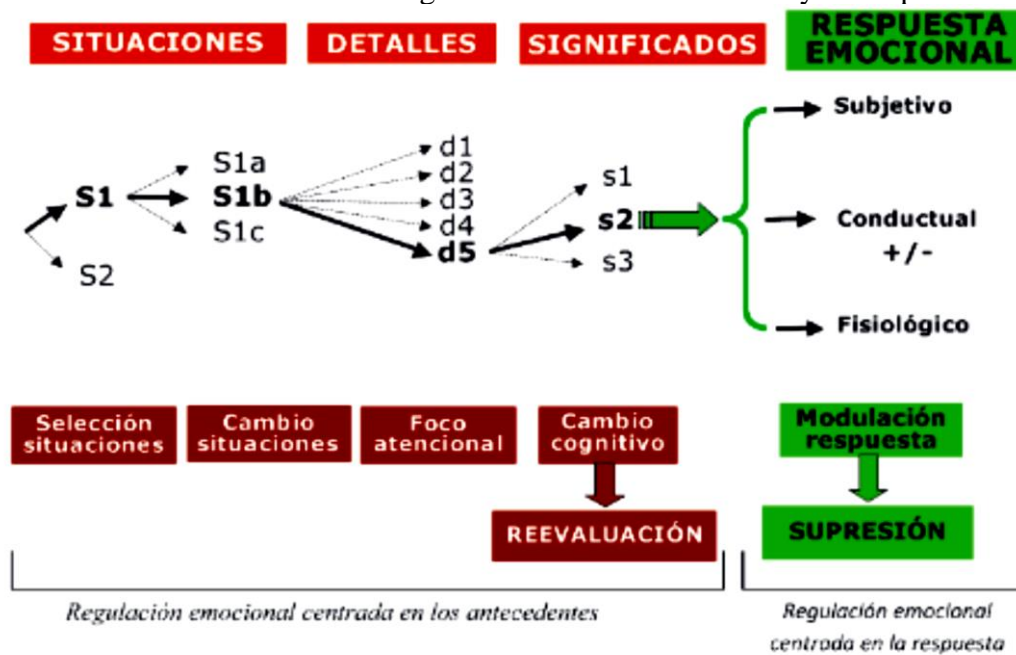 SITUACIONES
DETALLES
SIGNIFICADOS
RESPUESTA
EMOCIONAL
S1
S2
S1a
S1b
S1c
d1
d2
d3
d4
d5
s1
s2
s3
Subjetivo
Conductual
+/-
Fisiológico
Selección
situaciones
Cambio
situaciones
Foco
atencional
Cambio
cognitivo
Modulación
respuesta
REEVALUACIÓN
SUPRESIÓN
Regulación emocional centrada en los antecedentes
Regulación emocional
centrada en la respuesta